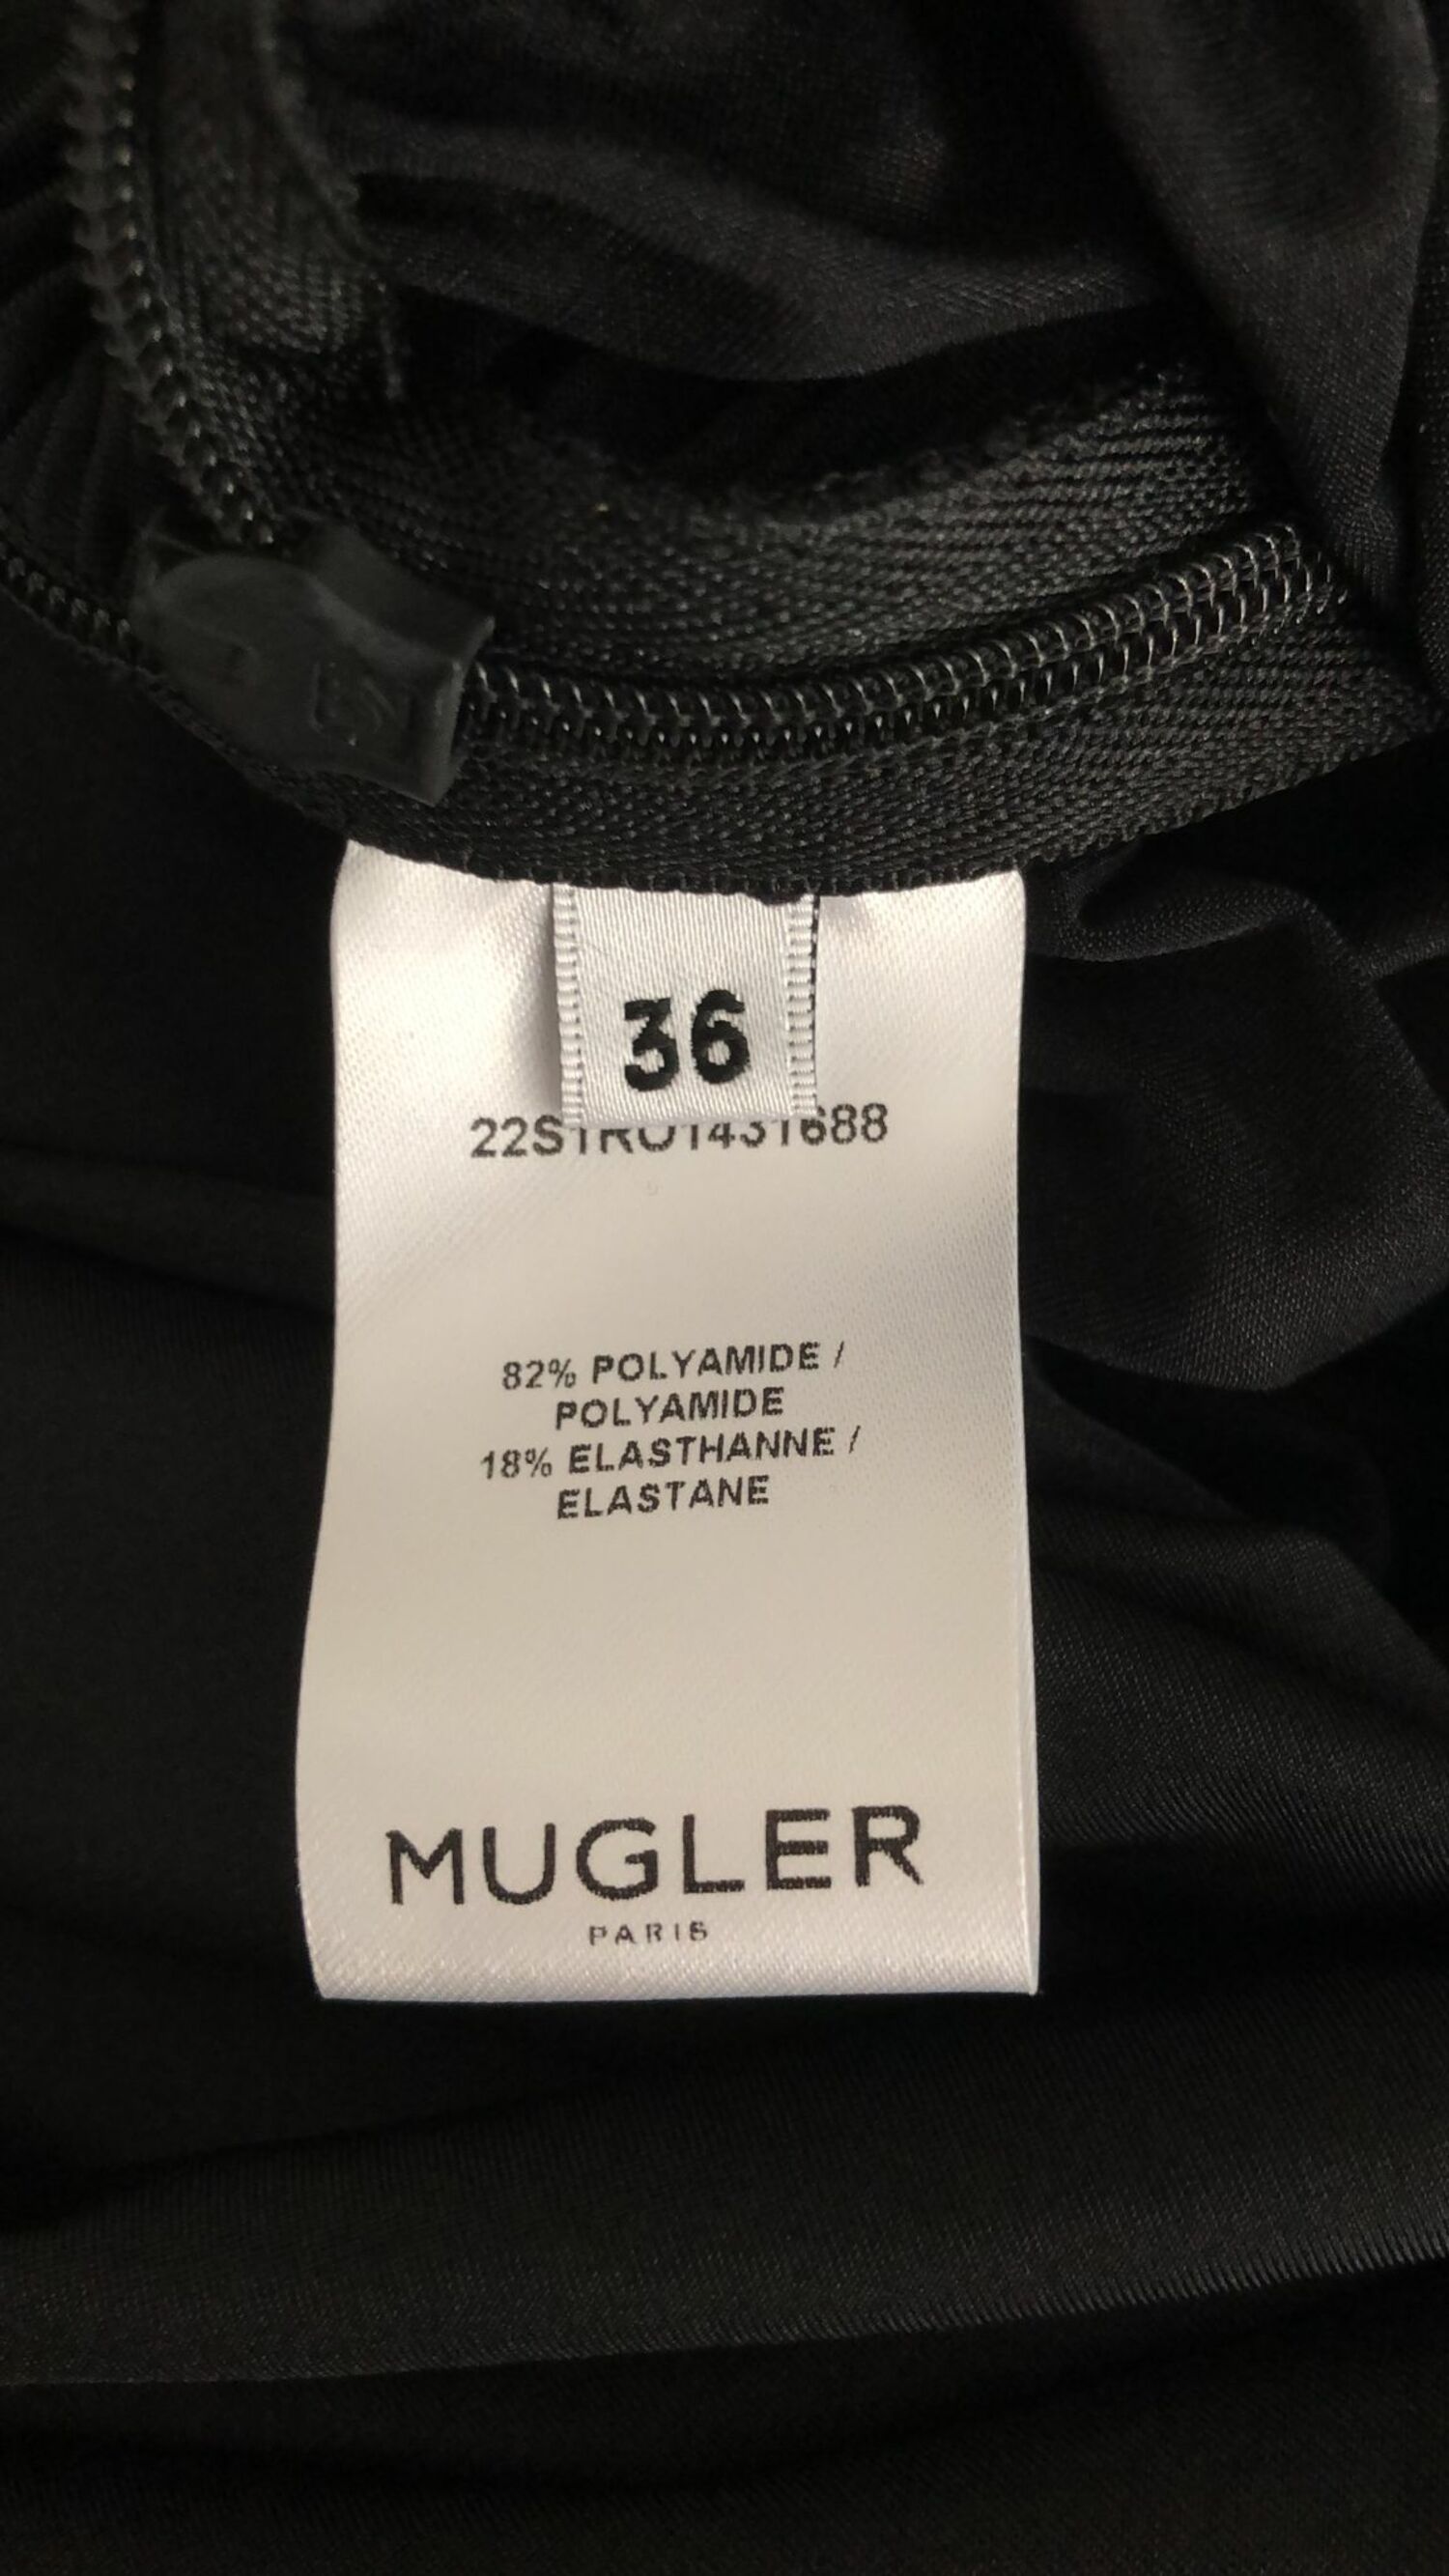 36
22S1RO1431688
82% POLYAMIDE /
POLYAMIDE
18% ELASTHANNE /
ELASTANE
MUGLER
PARIS